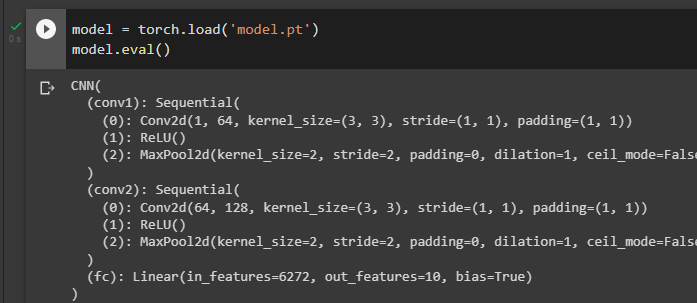 model = torch.load('model.pt')
model.eval()
0s
CNN(
(conv1): Sequential(
(0): Conv2d(1, 64, kernel_size=(3, 3), stride=(1, 1), padding=(1, 1))
(1): ReLU()
(2): MaxPool2d(kernel_size=2, stride=2, padding=0, dilation=1, ceil_mode=False
)
(conv2): Sequential(
(0): Conv2d(64, 128, kernel_size=(3, 3), stride=(1, 1), padding=(1, 1))
(1): ReLU()
(2): MaxPool2d(kernel_size=2, stride=2, padding=0, dilation=1, ceil_mode=False
)
(fc): Linear(in_features=6272, out_features=10, bias=True)
)